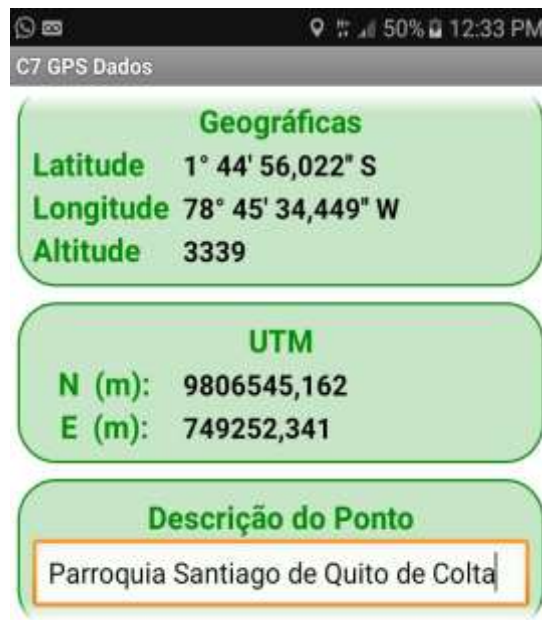 50% 12:33 PM
C7 GPS Dados
Geográficas
Latitude 1° 44' 56,022" S
Longitude 78° 45' 34,449" W
Altitude 3339
UTM
N (m): 9806545,162
E (m): 749252,341
Descrição do Ponto
Parroquia Santiago de Quito de Colta